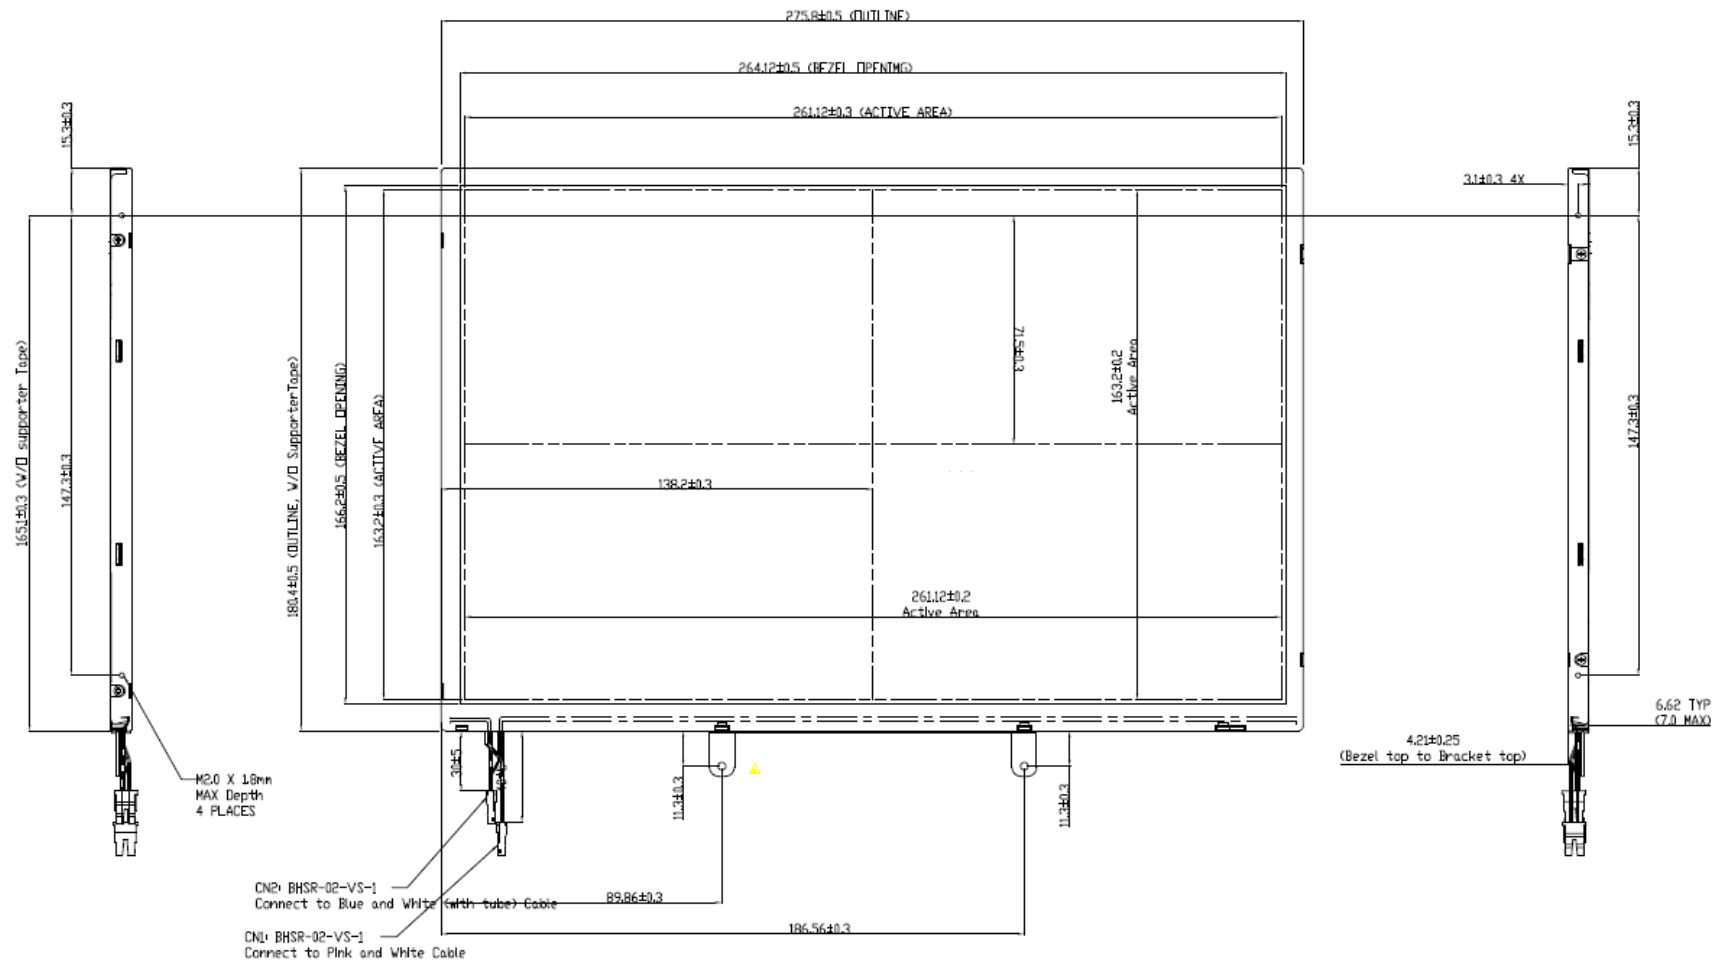 275.8±0.5 (OUTLINE)
264.12±0.5 (BEZEL OPENING)
261.12±0.3 (ACTIVE AREA)
15.3±0.3
15.3±0.3
3.1±0.3 4X
165.1±0.3 (W/O supporter Tape)
147.3±0.3
180.4±0.5 (OUTLINE, W/O SupporterTape)
166.2±0.5 (BEZEL OPENING)
163.2±0.3 (ACTIVE AREA)
71.5±0.3
163.2±0.2
Active Area
147.3±0.3
138.2±0.3
261.12±0.2
Active Area
6.62 TYP
(7.0 MAX)
4.21±0.25
(Bezel top to Bracket top)
30±5
11.3±0.3
11.3±0.3
M2.0 X 1.8mm
MAX Depth
4 PLACES
CN2: BHSR-02-VS-1
Connect to Blue and White (with tube) Cable
89.86±0.3
186.56±0.3
CN1: BHSR-02-VS-1
Connect to Pink and White Cable